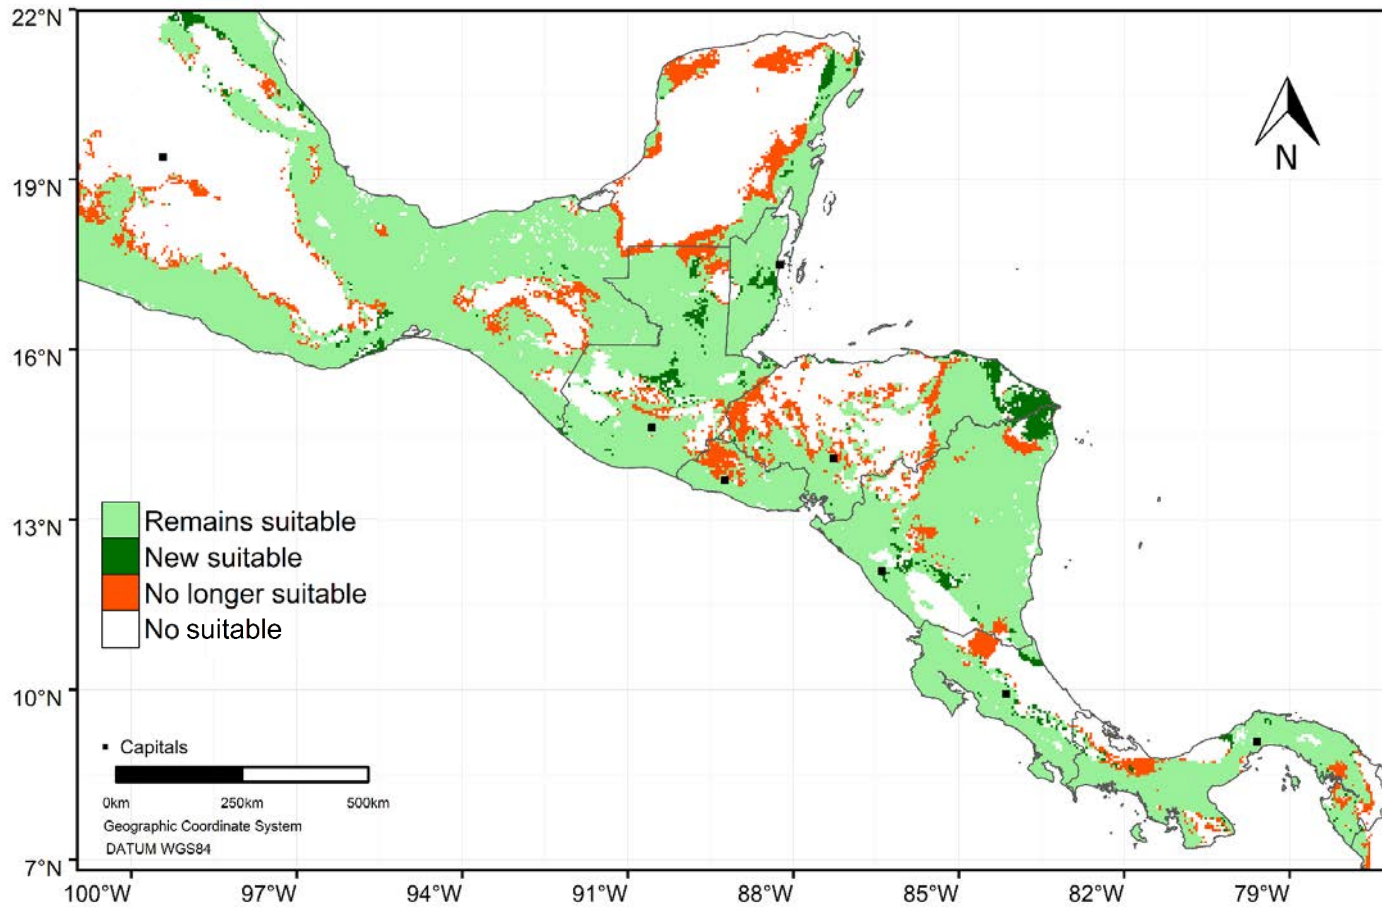 22°N
19°N
16°N
13°N
10°N
7°N
N
Remains suitable
New suitable
No longer suitable
No suitable
Capitals
0km 250km 500km
Geographic Coordinate System
DATUM WGS84
100°W 97°W 94°W 91°W 88°W 85°W 82°W 79°W